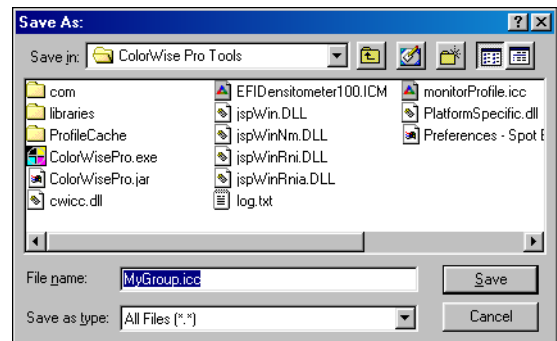 Save As:
Save in: ColorWise Pro Tools
com
libraries
ProfileCache
ColorWisePro.exe
ColorWisePro.jar
cwicc.dll
EFIDensitometer100.ICM
jspWin.DLL
jspWinNm.DLL
jspWinRni.DLL
jspWinRnia.DLL
log.txt
monitorProfile.icc
PlatformSpecific.dll
Preferences - Spot E
File name: MyGroup.icc
Save
Save as type: All Files (*.*)
Cancel